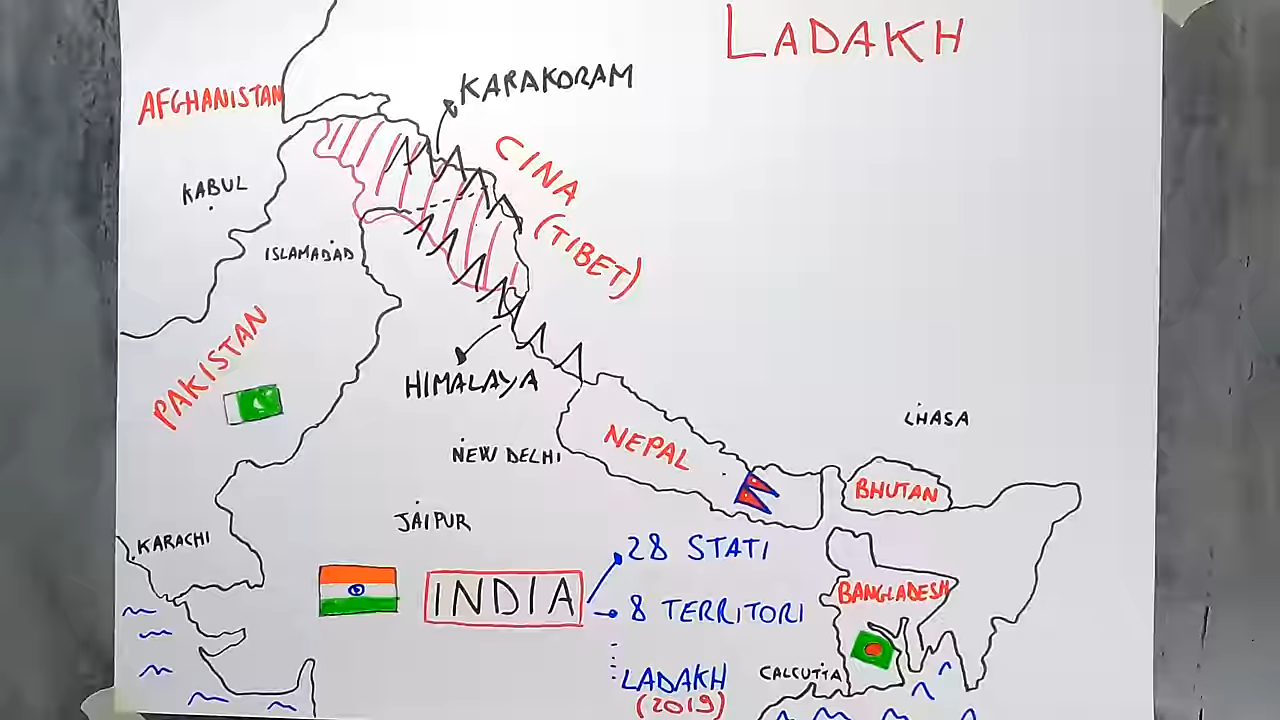 LADAKH
KARAKORAM
AFGHANISTAN
CINA
(TIBET)
KABUL
ISLAMABAD
PAKISTAN
HIMALAYA
LHASA
NEW DELHI
NEPAL
BHUTAN
JAIPUR
KARACHI
28 STATI
INDIA
8 TERRITORI
BANGLADESH
LADAKH
(2019)
CALCUTTA